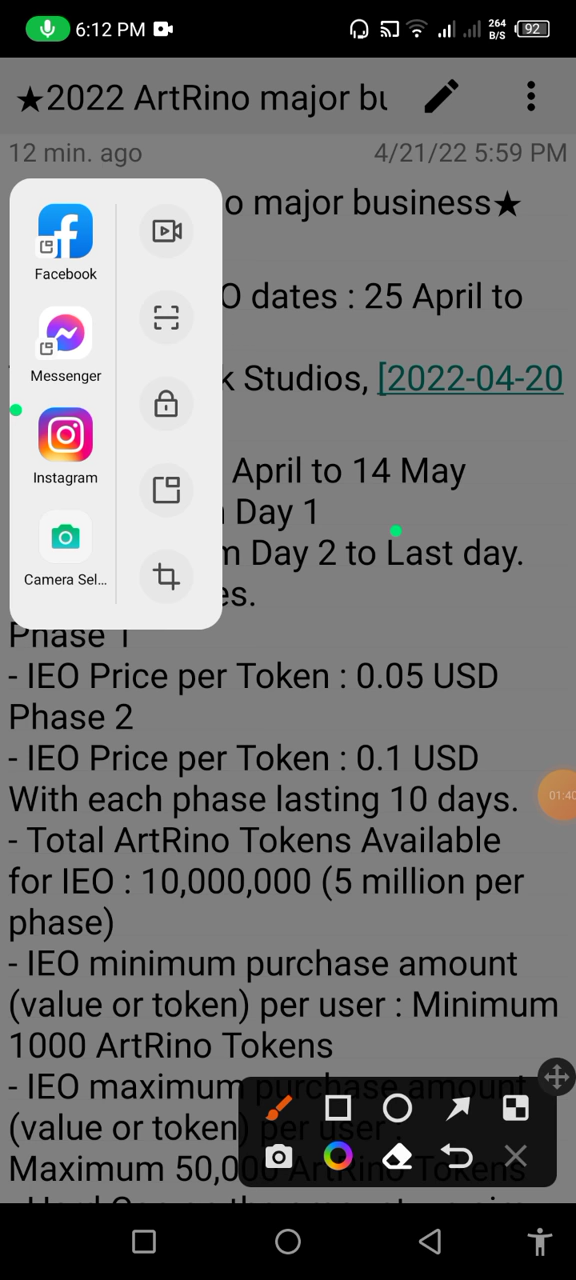 6:12 PM
264 B/S
92
★2022 ArtRino major bu
12 min. ago 4/21/22 5:59 PM
o major business★
O dates : 25 April to
k Studios, [2022-04-20
April to 14 May
Day 1
m Day 2 to Last day.
es.
Phase 1
- IEO Price per Token : 0.05 USD
Phase 2
- IEO Price per Token : 0.1 USD
With each phase lasting 10 days.
- Total ArtRino Tokens Available
for IEO : 10,000,000 (5 million per
phase)
- IEO minimum purchase amount
(value or token) per user : Minimum
1000 ArtRino Tokens
- IEO maximum purchase amount
(value or token) per user :
Maximum 50,000 ArtRino Tokens
Facebook
Messenger
Instagram
Camera Sel...
01:40